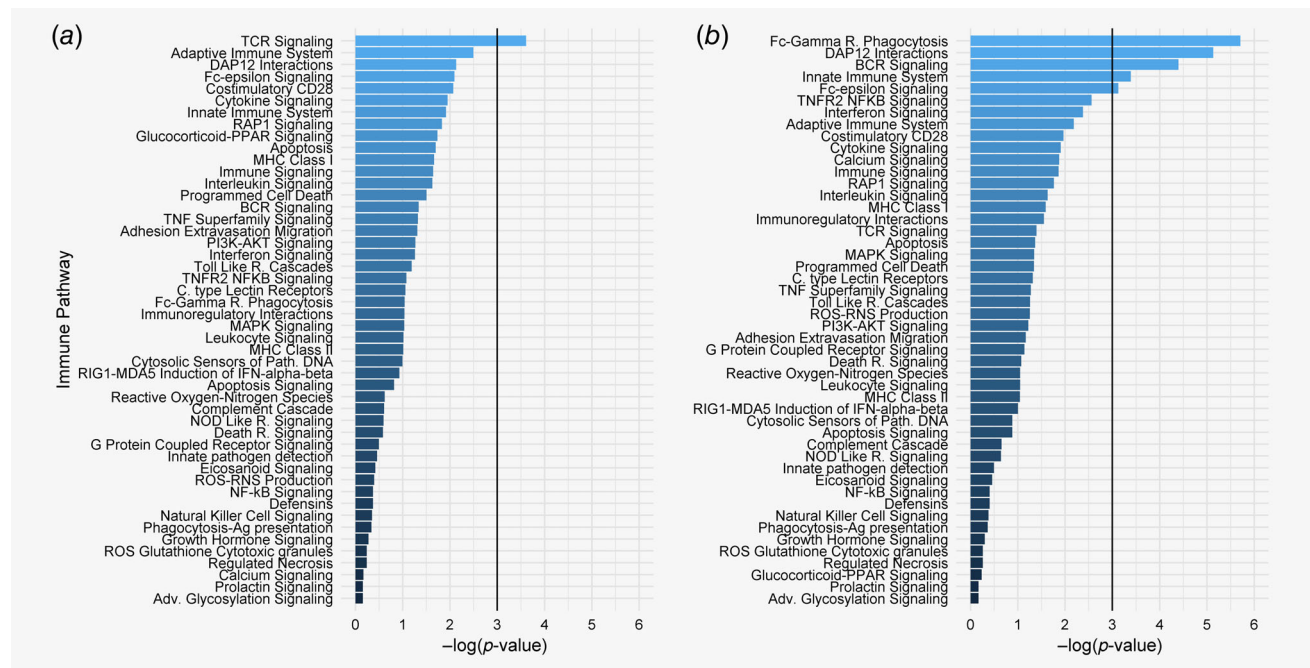 (a)
TCR Signaling
Adaptive Immune System
DAP12 Interactions
Fc-epsilon Signaling
Costimulatory CD28
Cytokine Signaling
Innate Immune System
RAP1 Signaling
Glucocorticoid-PPAR Signaling
Apoptosis
MHC Class I
Immune Signaling
Interleukin Signaling
Programmed Cell Death
BCR Signaling
TNF Superfamily Signaling
Adhesion Extravasation Migration
PI3K-AKT Signaling
Interferon Signaling
Toll Like R. Cascades
TNFR2 NFKB Signaling
C. type Lectin Receptors
Fc-Gamma R. Phagocytosis
Immunoregulatory Interactions
MAPK Signaling
Leukocyte Signaling
MHC Class II
Cytosolic Sensors of Path. DNA
RIG1-MDA5 Induction of IFN-alpha-beta
Apoptosis Signaling
Reactive Oxygen-Nitrogen Species
Complement Cascade
NOD Like R. Signaling
Death R. Signaling
G Protein Coupled Receptor Signaling
Innate pathogen detection
Eicosanoid Signaling
ROS-RNS Production
NF-kB Signaling
Defensins
Natural Killer Cell Signaling
Phagocytosis-Ag presentation
Growth Hormone Signaling
ROS Glutathione Cytotoxic granules
Regulated Necrosis
Calcium Signaling
Prolactin Signaling
Adv. Glycosylation Signaling
Immune Pathway
0 1 2 3 4 5 6
–log(p-value)
(b)
Fc-Gamma R. Phagocytosis
DAP12 Interactions
BCR Signaling
Innate Immune System
Fc-epsilon Signaling
TNFR2 NFKB Signaling
Interferon Signaling
Adaptive Immune System
Costimulatory CD28
Cytokine Signaling
Calcium Signaling
Immune Signaling
RAP1 Signaling
Interleukin Signaling
MHC Class I
Immunoregulatory Interactions
TCR Signaling
Apoptosis
MAPK Signaling
Programmed Cell Death
C. type Lectin Receptors
TNF Superfamily Signaling
Toll Like R. Cascades
ROS-RNS Production
PI3K-AKT Signaling
Adhesion Extravasation Migration
G Protein Coupled Receptor Signaling
Death R. Signaling
Reactive Oxygen-Nitrogen Species
Leukocyte Signaling
MHC Class II
RIG1-MDA5 Induction of IFN-alpha-beta
Cytosolic Sensors of Path. DNA
Apoptosis Signaling
Complement Cascade
NOD Like R. Signaling
Innate pathogen detection
Eicosanoid Signaling
NF-kB Signaling
Defensins
Natural Killer Cell Signaling
Phagocytosis-Ag presentation
Growth Hormone Signaling
ROS Glutathione Cytotoxic granules
Regulated Necrosis
Glucocorticoid-PPAR Signaling
Prolactin Signaling
Adv. Glycosylation Signaling
0 1 2 3 4 5 6
–log(p-value)